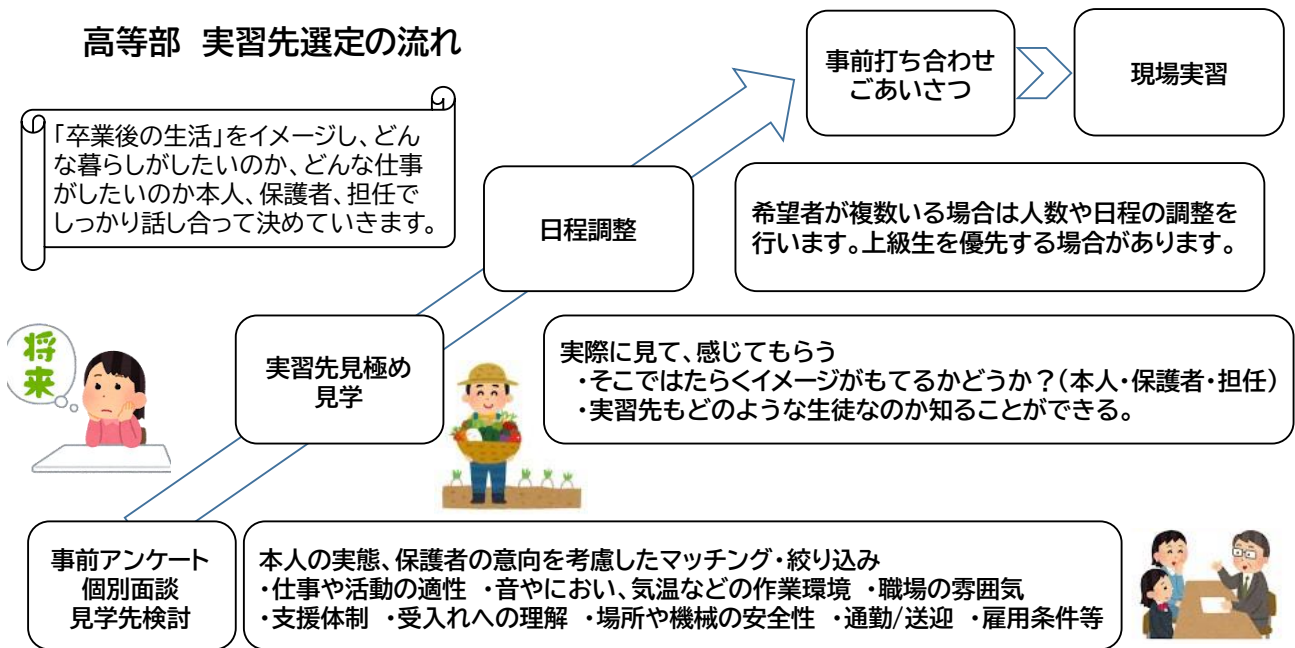 高等部 実習先選定の流れ
「卒業後の生活」をイメージし、どん
な暮らしがしたいのか、どんな仕事
がしたいのか本人、保護者、担任で
しっかり話し合って決めていきます。
事前打ち合わせ
ごあいさつ
現場実習
日程調整
希望者が複数いる場合は人数や日程の調整を
行います。上級生を優先する場合があります。
将来
実習先見極め
見学
実際に見て、感じてもらう
・そこではたらくイメージがもてるかどうか？(本人・保護者・担任)
・実習先もどのような生徒なのか知ることができる。
事前アンケート
個別面談
見学先検討
本人の実態、保護者の意向を考慮したマッチング・絞り込み
・仕事や活動の適性 ・音やにおい、気温などの作業環境 ・職場の雰囲気
・支援体制 ・受入れへの理解 ・場所や機械の安全性 ・通勤/送迎 ・雇用条件等